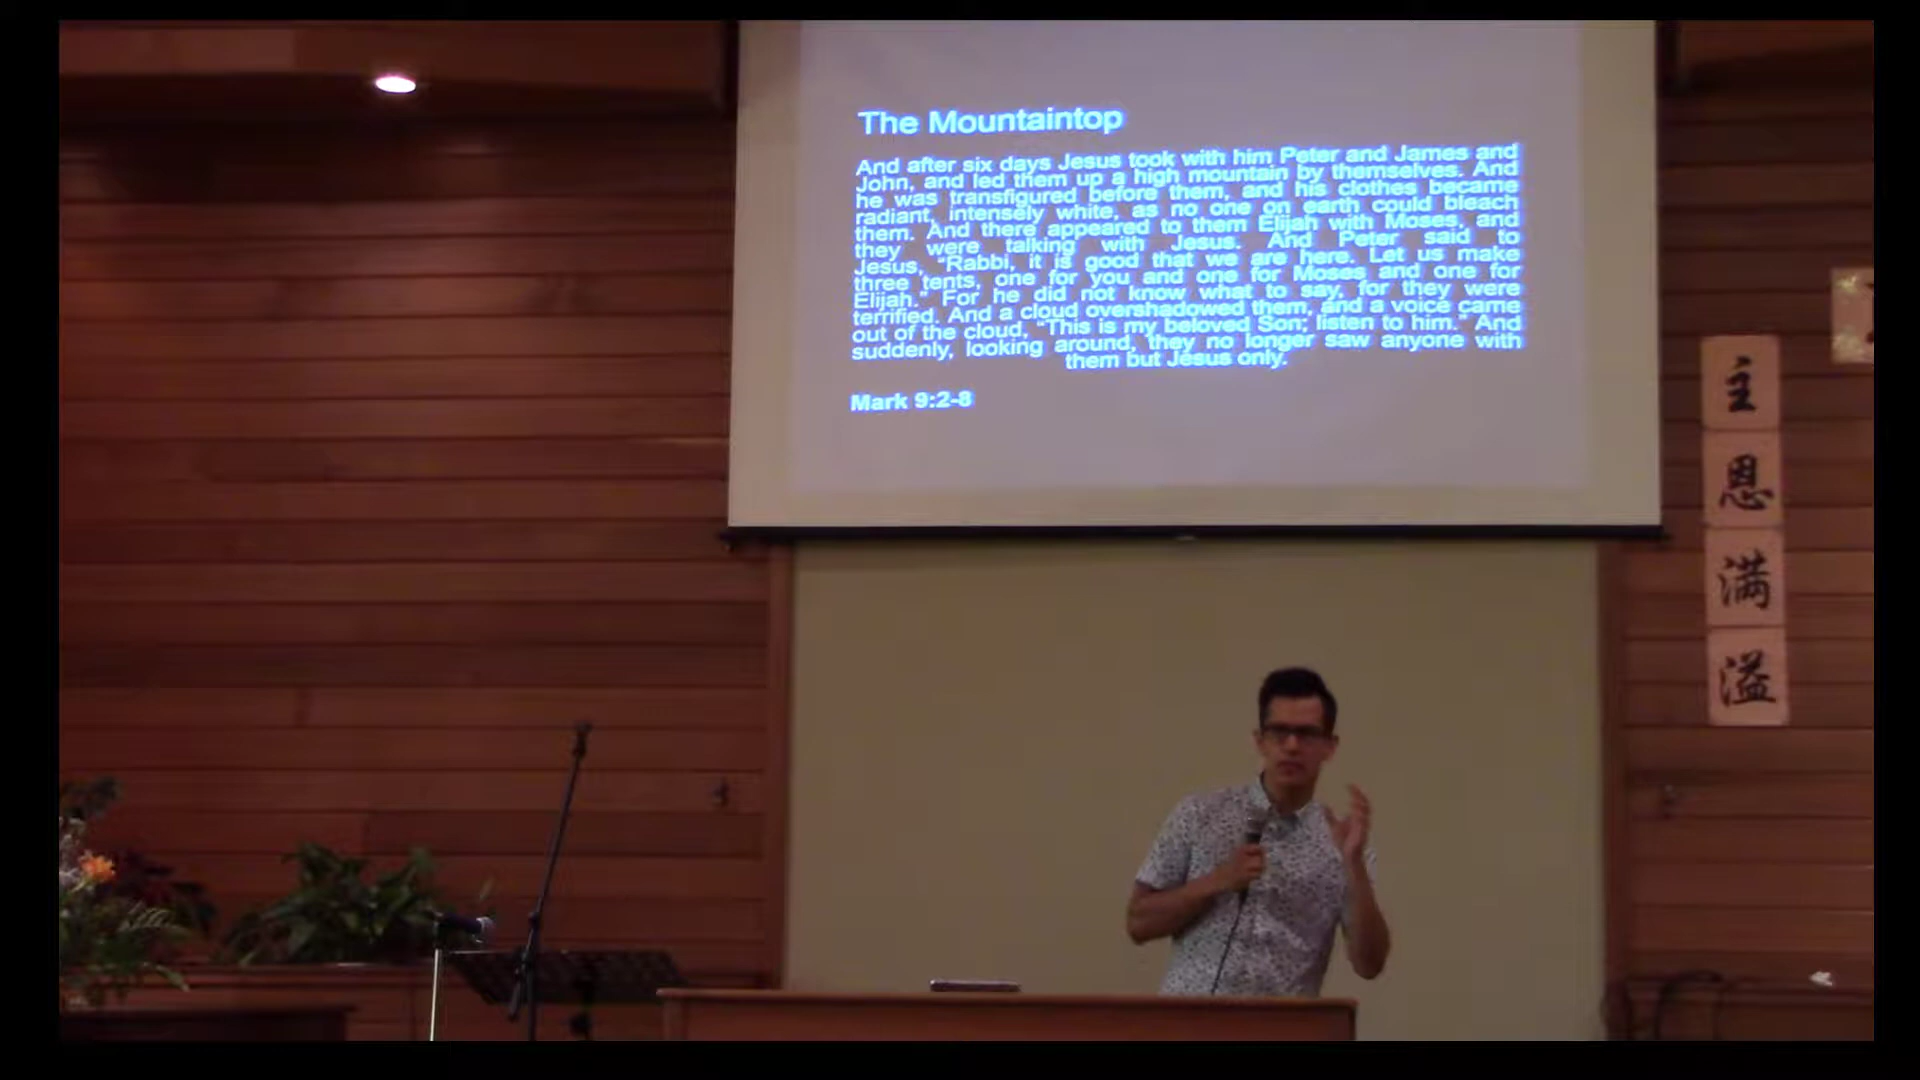 The Mountaintop
And after six days Jesus took with him Peter and James and
John, and led them up a high mountain by themselves. And
he was transfigured before them, and his clothes became
radiant, intensely white, as no one on earth could bleach
them. And there appeared to them Elijah with Moses, and
they were talking with Jesus. And Peter said to
Jesus, “Rabbi, it is good that we are here. Let us make
three tents, one for you and one for Moses and one for
Elijah.” For he did not know what to say, for they were
terrified. And a cloud overshadowed them, and a voice came
out of the cloud, “This is my beloved Son; listen to him.” And
suddenly, looking around, they no longer saw anyone with
them but Jesus only.
Mark 9:2-8
主
恩
满
溢